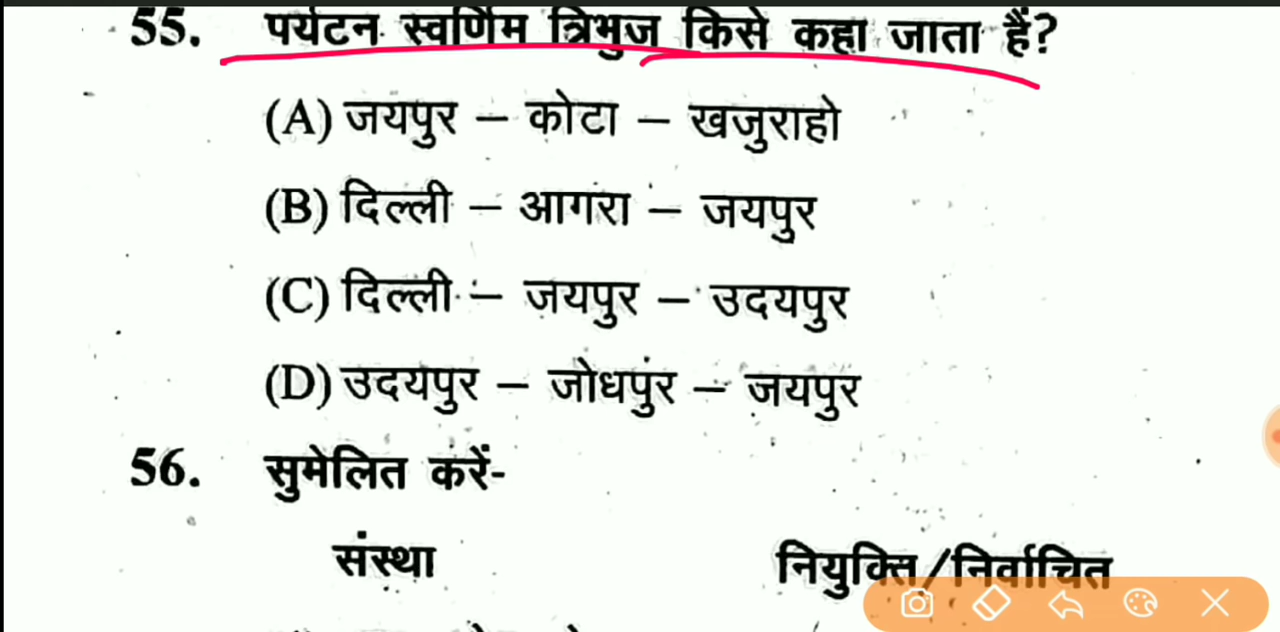 55. पर्यटन स्वर्णिम त्रिभुज किसे कहा जाता है?
(A) जयपुर – कोटा – खजुराहो
(B) दिल्ली – आगरा – जयपुर
(C) दिल्ली – जयपुर – उदयपुर
(D) उदयपुर – जोधपुर – जयपुर
56. सुमेलित करें-
संस्था नियुक्ति/निर्वाचित